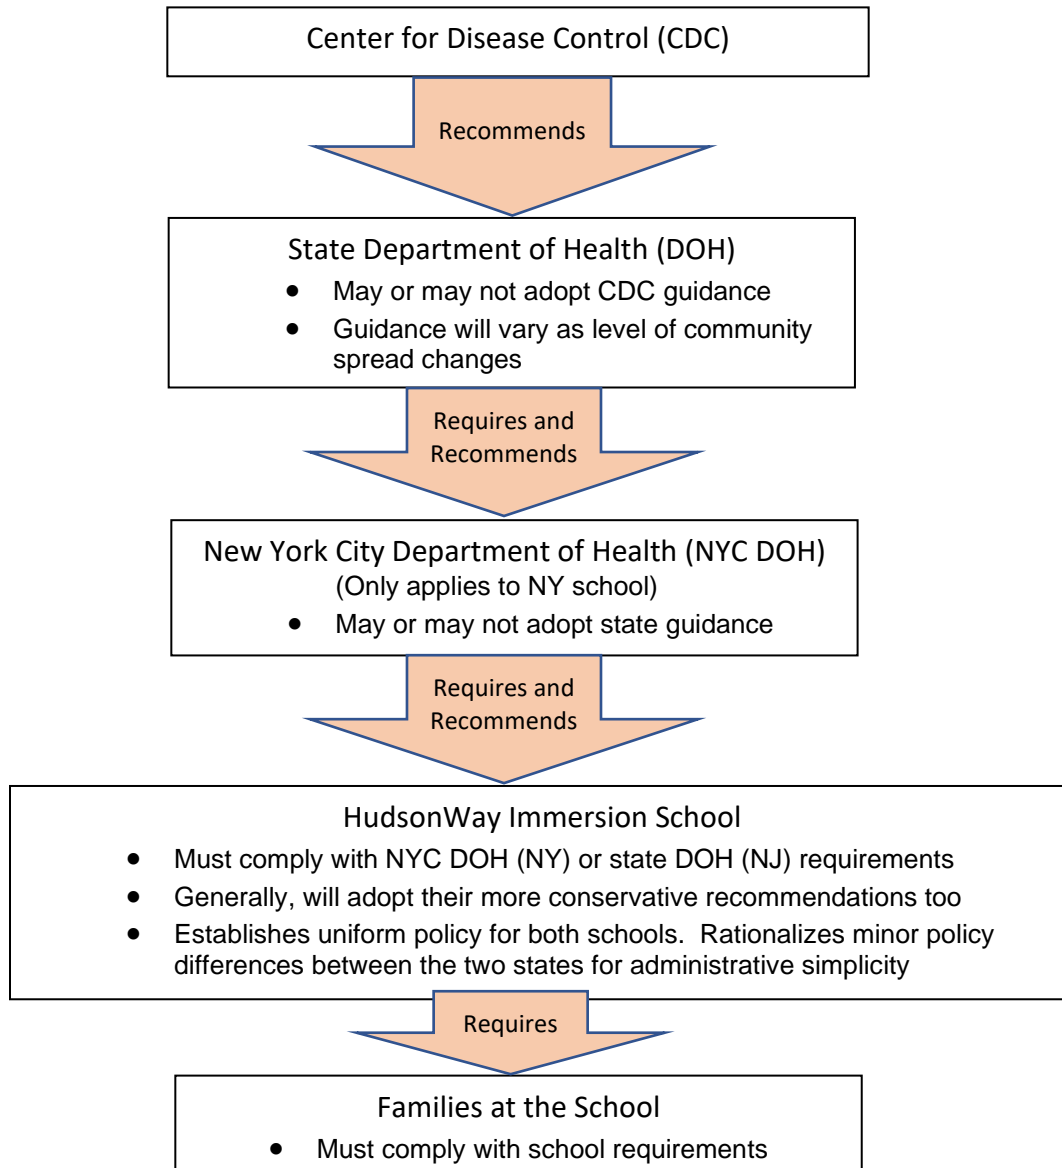 Center for Disease Control (CDC)
Recommends
State Department of Health (DOH)
• May or may not adopt CDC guidance
• Guidance will vary as level of community
spread changes
Requires and
Recommends
New York City Department of Health (NYC DOH)
(Only applies to NY school)
• May or may not adopt state guidance
Requires and
Recommends
HudsonWay Immersion School
• Must comply with NYC DOH (NY) or state DOH (NJ) requirements
• Generally, will adopt their more conservative recommendations too
• Establishes uniform policy for both schools.  Rationalizes minor policy
differences between the two states for administrative simplicity
Requires
Families at the School
• Must comply with school requirements